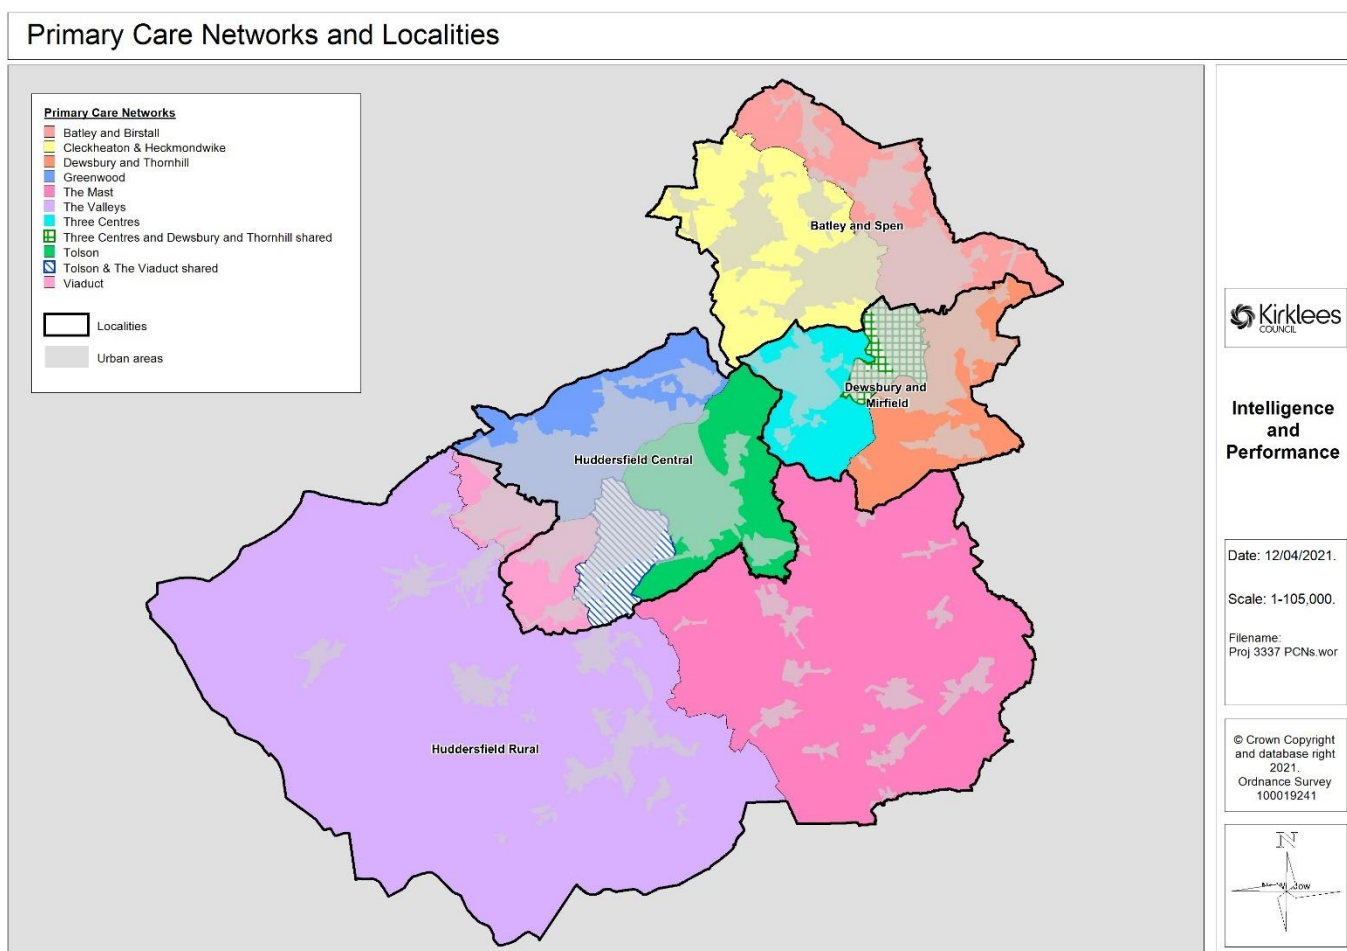 Primary Care Networks and Localities
Primary Care Networks
Batley and Birstall
Cleckheaton & Heckmondwike
Dewsbury and Thornhill
Greenwood
The Mast
The Valleys
Three Centres
Three Centres and Dewsbury and Thornhill shared
Tolson
Tolson & The Viaduct shared
Viaduct
Localities
Urban areas
Batley and Spen
Dewsbury and
Mirfield
Huddersfield Central
Huddersfield Rural
Kirklees
COUNCIL
Intelligence
and
Performance
Date: 12/04/2021.
Scale: 1-105,000.
Filename:
Proj 3337 PCNs.wor
© Crown Copyright
and database right
2021.
Ordnance Survey
100019241
N